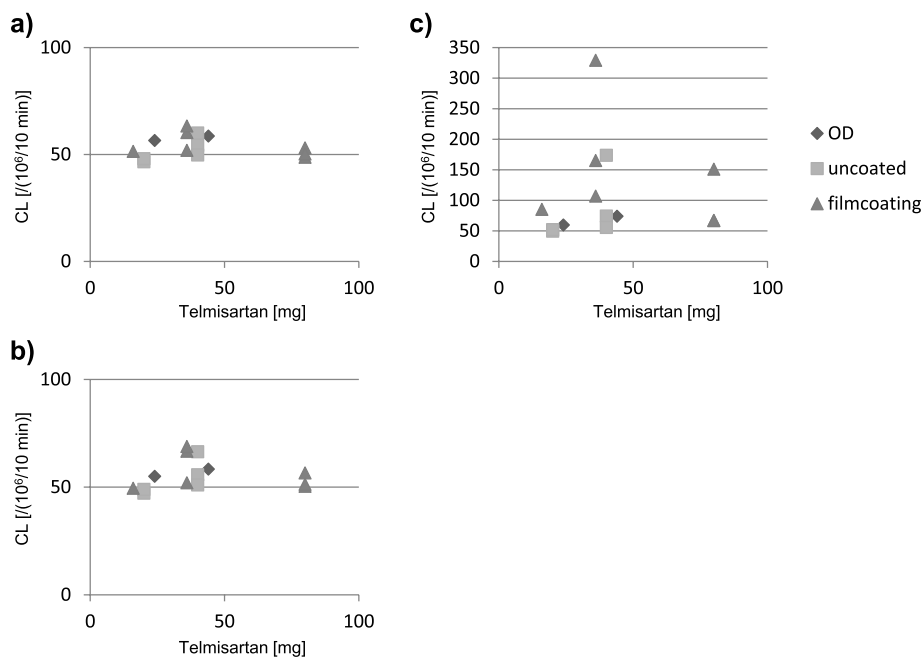 a)
100
50
0
CL [/(10⁶/10 min)]
0 50 100
Telmisartan [mg]
c)
350
300
250
200
150
100
50
0
CL [/(10⁶/10 min)]
0 50 100
Telmisartan [mg]
OD
uncoated
filmcoating
b)
100
50
0
CL [/(10⁶/10 min)]
0 50 100
Telmisartan [mg]